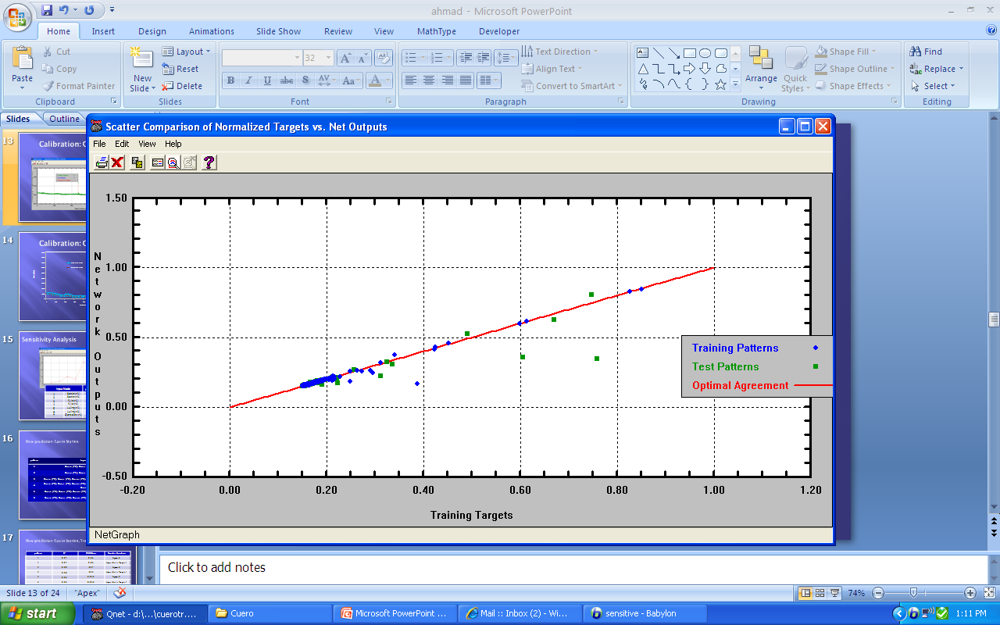 ahmad - Microsoft PowerPoint
Home Insert Design Animations Slide Show Review View MathType Developer
Paste
Cut
Copy
Format Painter
Clipboard
New Slide
Layout
Reset
Delete
Slides
32
B I U abc S AV Aa A
Font
Text Direction
Align Text
Convert to SmartArt
Paragraph
Arrange
Quick Styles
Shape Fill
Shape Outline
Shape Effects
Drawing
Find
Replace
Select
Editing
Slides Outline
13
Calibration: C
14
Calibration: C
15
Sensitivity Analysis
16
17
Scatter Comparison of Normalized Targets vs. Net Outputs
File Edit View Help
1.50
1.00
0.50
0.00
-0.50
Network Outputs
-0.20 0.00 0.20 0.40 0.60 0.80 1.00 1.20
Training Targets
Training Patterns
Test Patterns
Optimal Agreement
NetGraph
Click to add notes
Slide 13 of 24 "Apex" 74%
start Qnet - d:\...\cuerotr.... Cuero Microsoft PowerPoint ... Mail :: Inbox (2) - Wi... sensitive - Babylon 1:11 PM